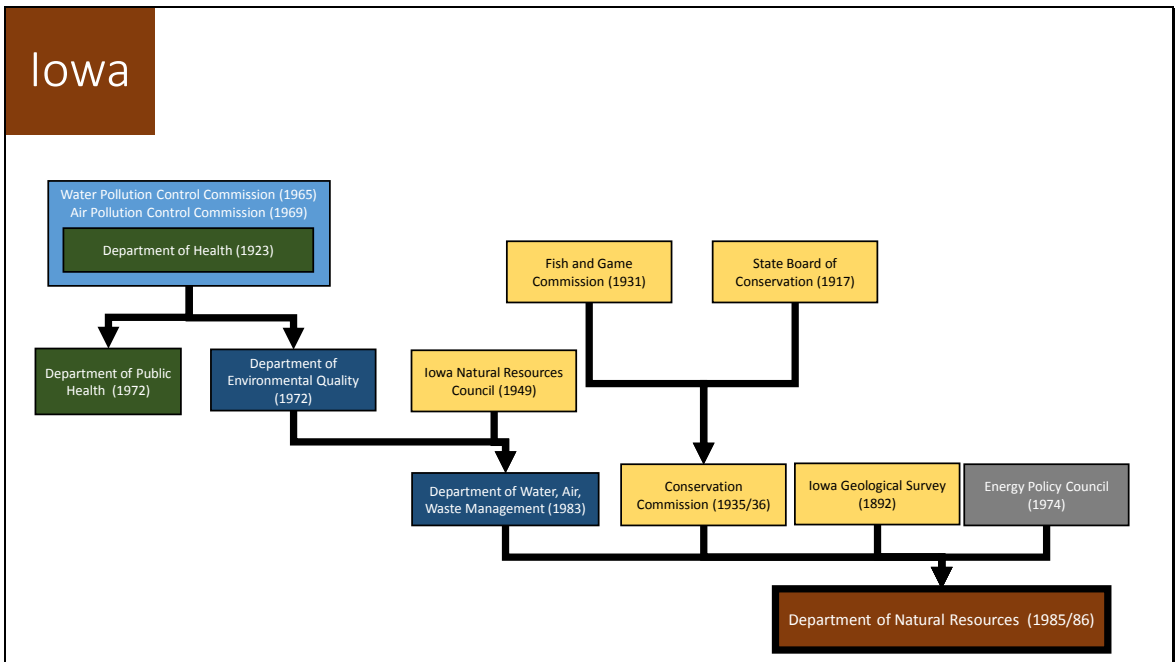 Iowa
Water Pollution Control Commission (1965)
Air Pollution Control Commission (1969)
Department of Health (1923)
Fish and Game
Commission (1931)
State Board of
Conservation (1917)
Department of Public
Health (1972)
Department of
Environmental Quality
(1972)
Iowa Natural Resources
Council (1949)
Department of Water, Air,
Waste Management (1983)
Conservation
Commission (1935/36)
Iowa Geological Survey
(1892)
Energy Policy Council
(1974)
Department of Natural Resources (1985/86)